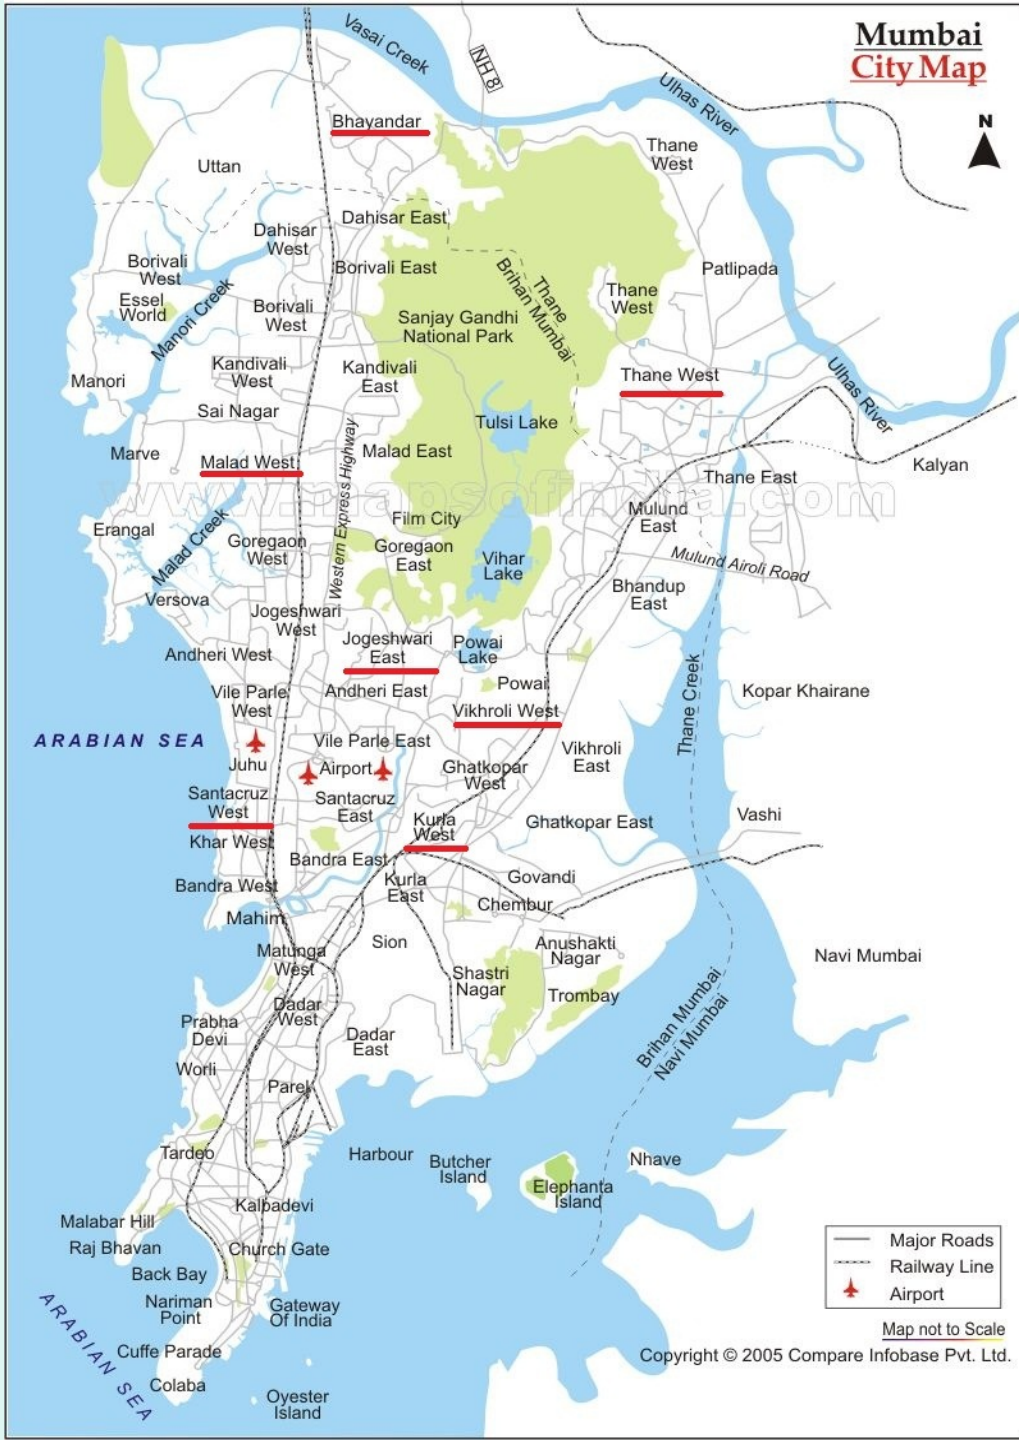 Mumbai
City Map
N
Vasai Creek
NH 8
Ulhas River
Bhayandar
Uttan
Thane
West
Dahisar East
Dahisar
West
Borivali
West
Borivali East
Patlipada
Essel
World
Manori Creek
Borivali
West
Thane
Brihan Mumbai
Thane
West
Sanjay Gandhi
National Park
Manori
Kandivali
West
Kandivali
East
Thane West
Ulhas River
Sai Nagar
Tulsi Lake
Marve
Malad West
Western Express Highway
Malad East
Kalyan
Thane East
www.mapsofindia.com
Erangal
Malad Creek
Film City
Mulund
East
Goregaon
West
Goregaon
East
Vihar
Lake
Mulund Airoli Road
Bhandup
East
Versova
Jogeshwari
West
Jogeshwari
East
Powai
Lake
Andheri West
Andheri East
Powai
Thane Creek
Kopar Khairane
Vile Parle
West
Vikhroli West
ARABIAN SEA
Vile Parle East
Vikhroli
East
Juhu
Airport
Ghatkopar
West
Santacruz
West
Santacruz
East
Kurla
West
Ghatkopar East
Vashi
Khar West
Bandra East
Bandra West
Kurla
East
Govandi
Chembur
Mahim
Sion
Matunga
West
Anushakti
Nagar
Navi Mumbai
Shastri
Nagar
Trombay
Dadar
West
Prabha
Devi
Dadar
East
Brihan Mumbai
Navi Mumbai
Worli
Parel
Tardeo
Harbour
Butcher
Island
Nhave
Elephanta
Island
Kalbadevi
Malabar Hill
Raj Bhavan
Church Gate
Back Bay
Nariman
Point
Gateway
Of India
ARABIAN SEA
Cuffe Parade
Colaba
Oyester
Island
Major Roads
Railway Line
Airport
Map not to Scale
Copyright © 2005 Compare Infobase Pvt. Ltd.